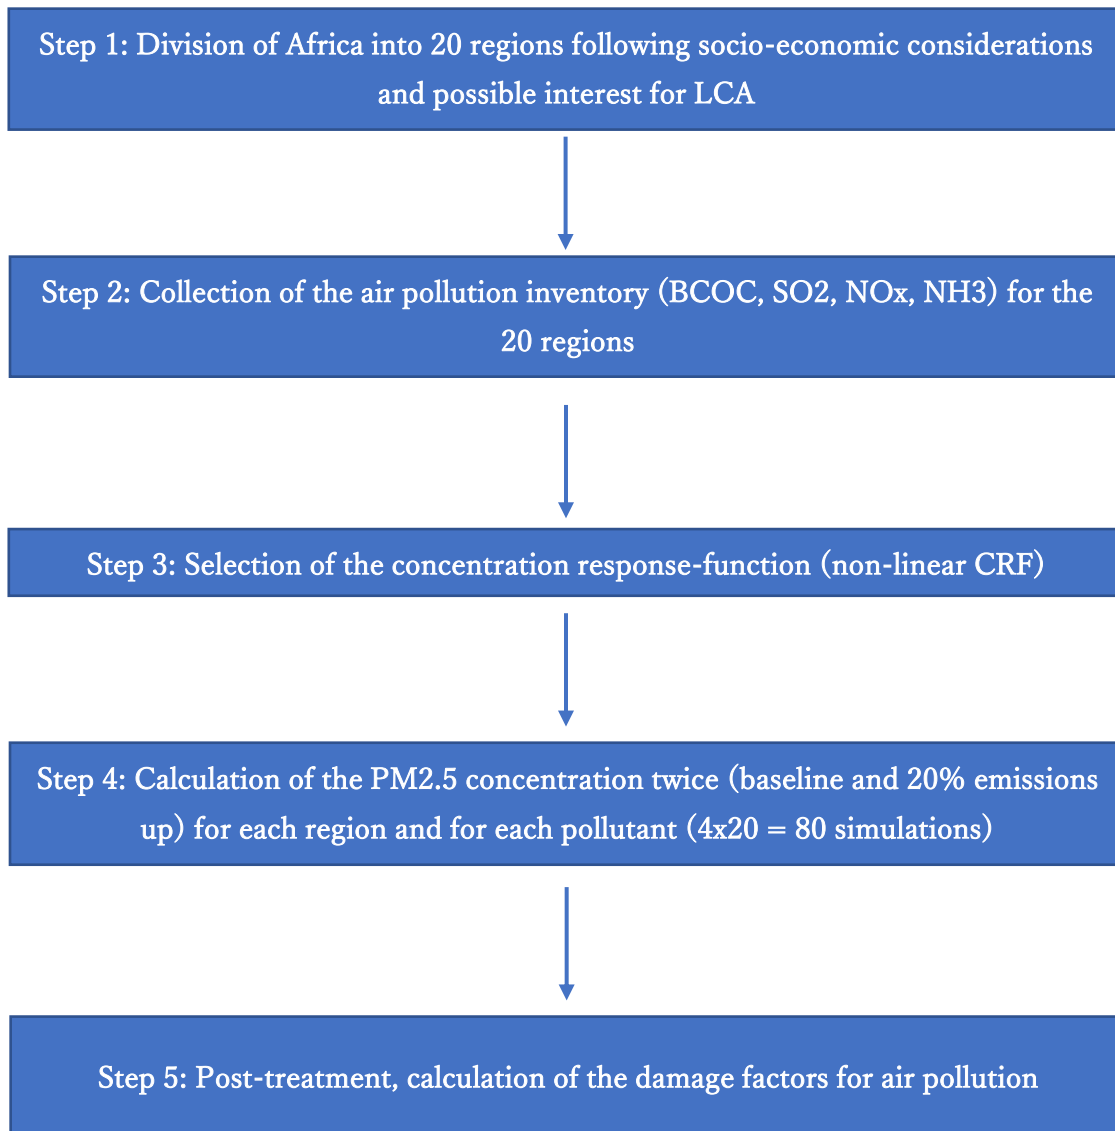 Step 1: Division of Africa into 20 regions following socio-economic considerations
and possible interest for LCA
Step 2: Collection of the air pollution inventory (BCOC, SO2, NOx, NH3) for the
20 regions
Step 3: Selection of the concentration response-function (non-linear CRF)
Step 4: Calculation of the PM2.5 concentration twice (baseline and 20% emissions
up) for each region and for each pollutant (4x20 = 80 simulations)
Step 5: Post-treatment, calculation of the damage factors for air pollution